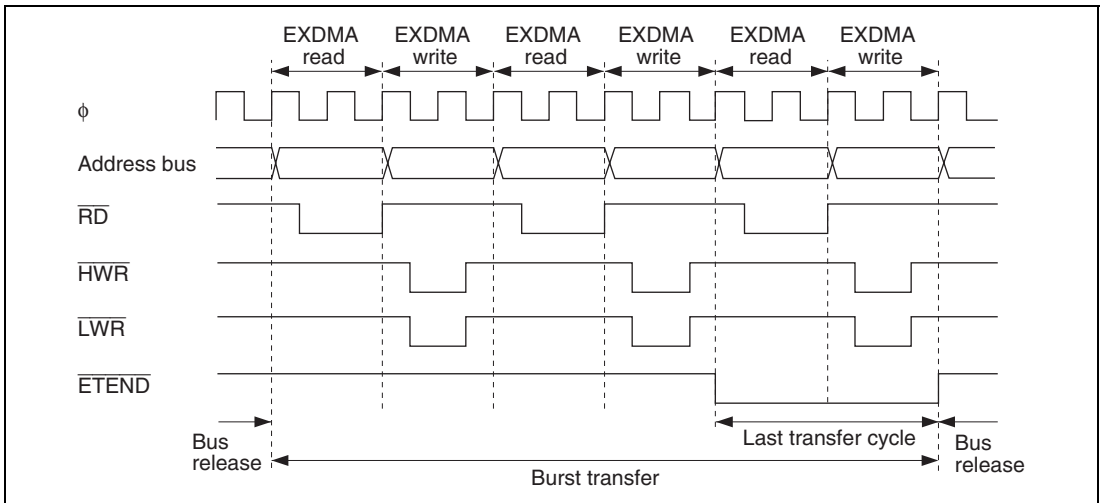 EXDMA read
EXDMA write
EXDMA read
EXDMA write
EXDMA read
EXDMA write
φ
Address bus
RD
HWR
LWR
ETEND
Bus release
Last transfer cycle
Bus release
Burst transfer